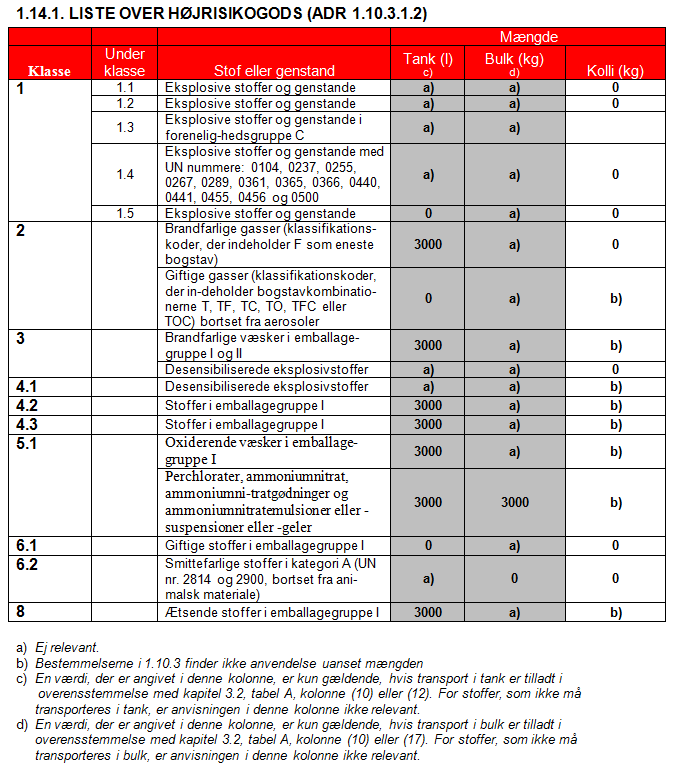 1.14.1. LISTE OVER HØJRISIKOGODS (ADR 1.10.3.1.2)
Mængde
Klasse Under klasse Stof eller genstand Tank (l) c) Bulk (kg) d) Kolli (kg)
1 1.1 Eksplosive stoffer og genstande a) a) 0
1.2 Eksplosive stoffer og genstande a) a) 0
1.3 Eksplosive stoffer og genstande i
forenelig-hedsgruppe C a) a)
1.4 Eksplosive stoffer og genstande med
UN nummere: 0104, 0237, 0255,
0267, 0289, 0361, 0365, 0366, 0440,
0441, 0455, 0456 og 0500 a) a) 0
1.5 Eksplosive stoffer og genstande 0 a) 0
2 Brandfarlige gasser (klassifikations-
koder, der indeholder F som eneste
bogstav) 3000 a) 0
Giftige gasser (klassifikationskoder,
der in-deholder bogstavkombinatio-
nerne T, TF, TC, TO, TFC eller
TOC) bortset fra aerosoler 0 a) b)
3 Brandfarlige væsker i emballage-
gruppe I og II 3000 a) b)
Desensibiliserede eksplosivstoffer a) a) 0
4.1 Desensibiliserede eksplosivstoffer a) a) b)
4.2 Stoffer i emballagegruppe I 3000 a) b)
4.3 Stoffer i emballagegruppe I 3000 a) b)
5.1 Oxiderende væsker i emballage-
gruppe I 3000 a) b)
Perchlorater, ammoniumnitrat,
ammoniumni-tratgødninger og
ammoniumnitratemulsioner eller -
suspensioner eller -geler 3000 3000 b)
6.1 Giftige stoffer i emballagegruppe I 0 a) 0
6.2 Smittefarlige stoffer i kategori A (UN
nr. 2814 og 2900, bortset fra ani-
malsk materiale) a) 0 0
8 Ætsende stoffer i emballagegruppe I 3000 a) b)
a) Ej relevant.
b) Bestemmelserne i 1.10.3 finder ikke anvendelse uanset mængden
c) En værdi, der er angivet i denne kolonne, er kun gældende, hvis transport i tank er tilladt i
overensstemmelse med kapitel 3.2, tabel A, kolonne (10) eller (12). For stoffer, som ikke må
transporteres i tank, er anvisningen i denne kolonne ikke relevant.
d) En værdi, der er angivet i denne kolonne, er kun gældende, hvis transport i bulk er tilladt i
overensstemmelse med kapitel 3.2, tabel A, kolonne (10) eller (17). For stoffer, som ikke må
transporteres i bulk, er anvisningen i denne kolonne ikke relevant.